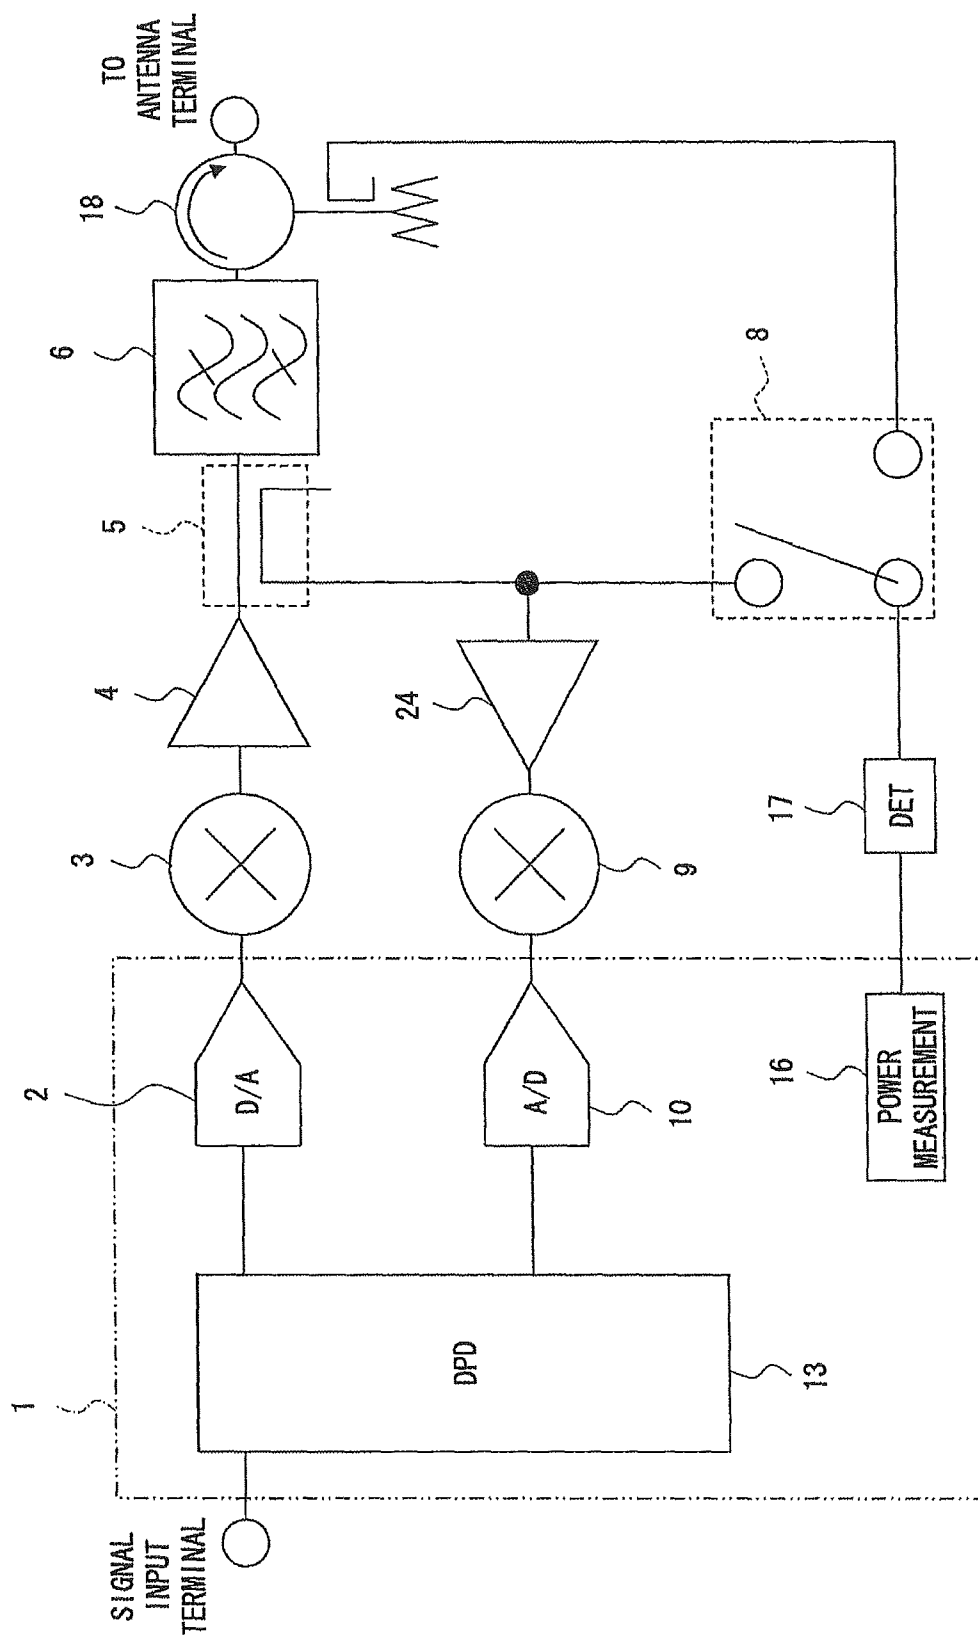 SIGNAL
INPUT
TERMINAL
1
DPD
13
2
D/A
A/D
10
POWER
MEASUREMENT
16
3
9
DET
17
4
24
5
8
6
18
TO
ANTENNA
TERMINAL